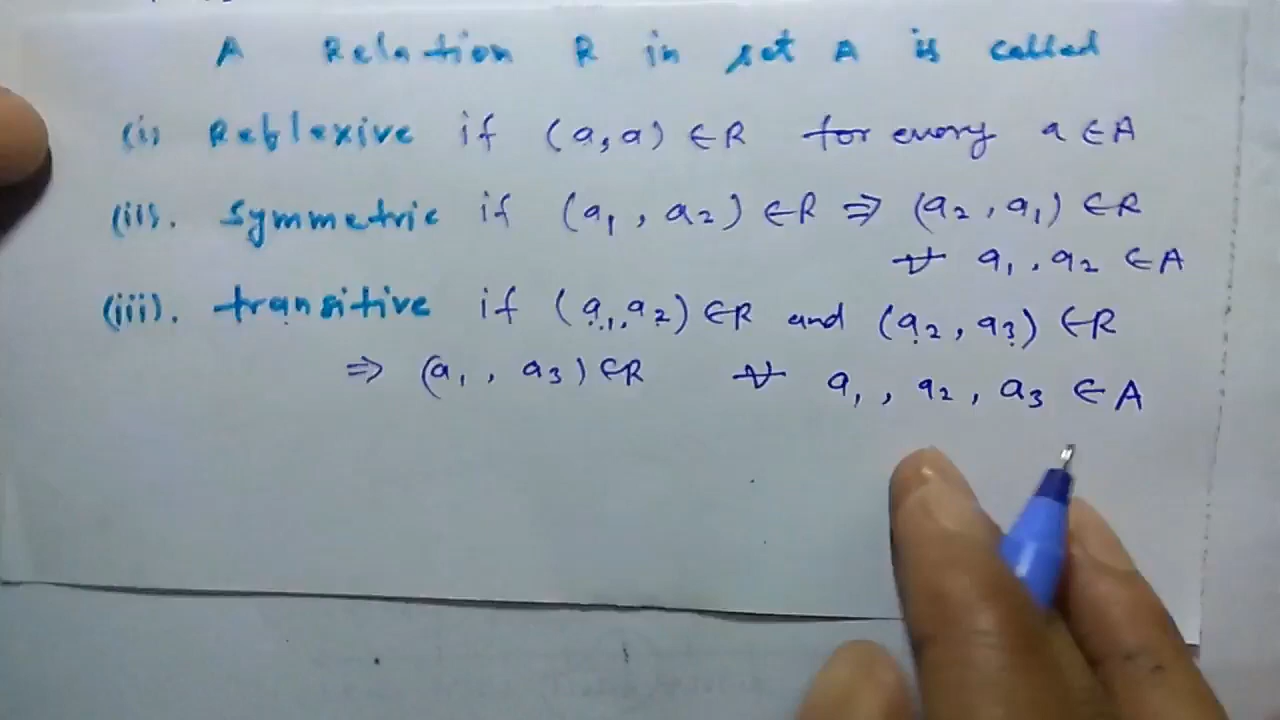 A Relation R in set A is called
(i) Reflexive if (a,a) ∈R for every a ∈A
(ii). Symmetric if (a₁, a₂) ∈R ⇒ (a₂, a₁) ∈R
∀ a₁, a₂ ∈A
(iii). transitive if (a₁, a₂) ∈R and (a₂, a₃) ∈R
⇒ (a₁, a₃) ∈R ∀ a₁, a₂, a₃ ∈ A